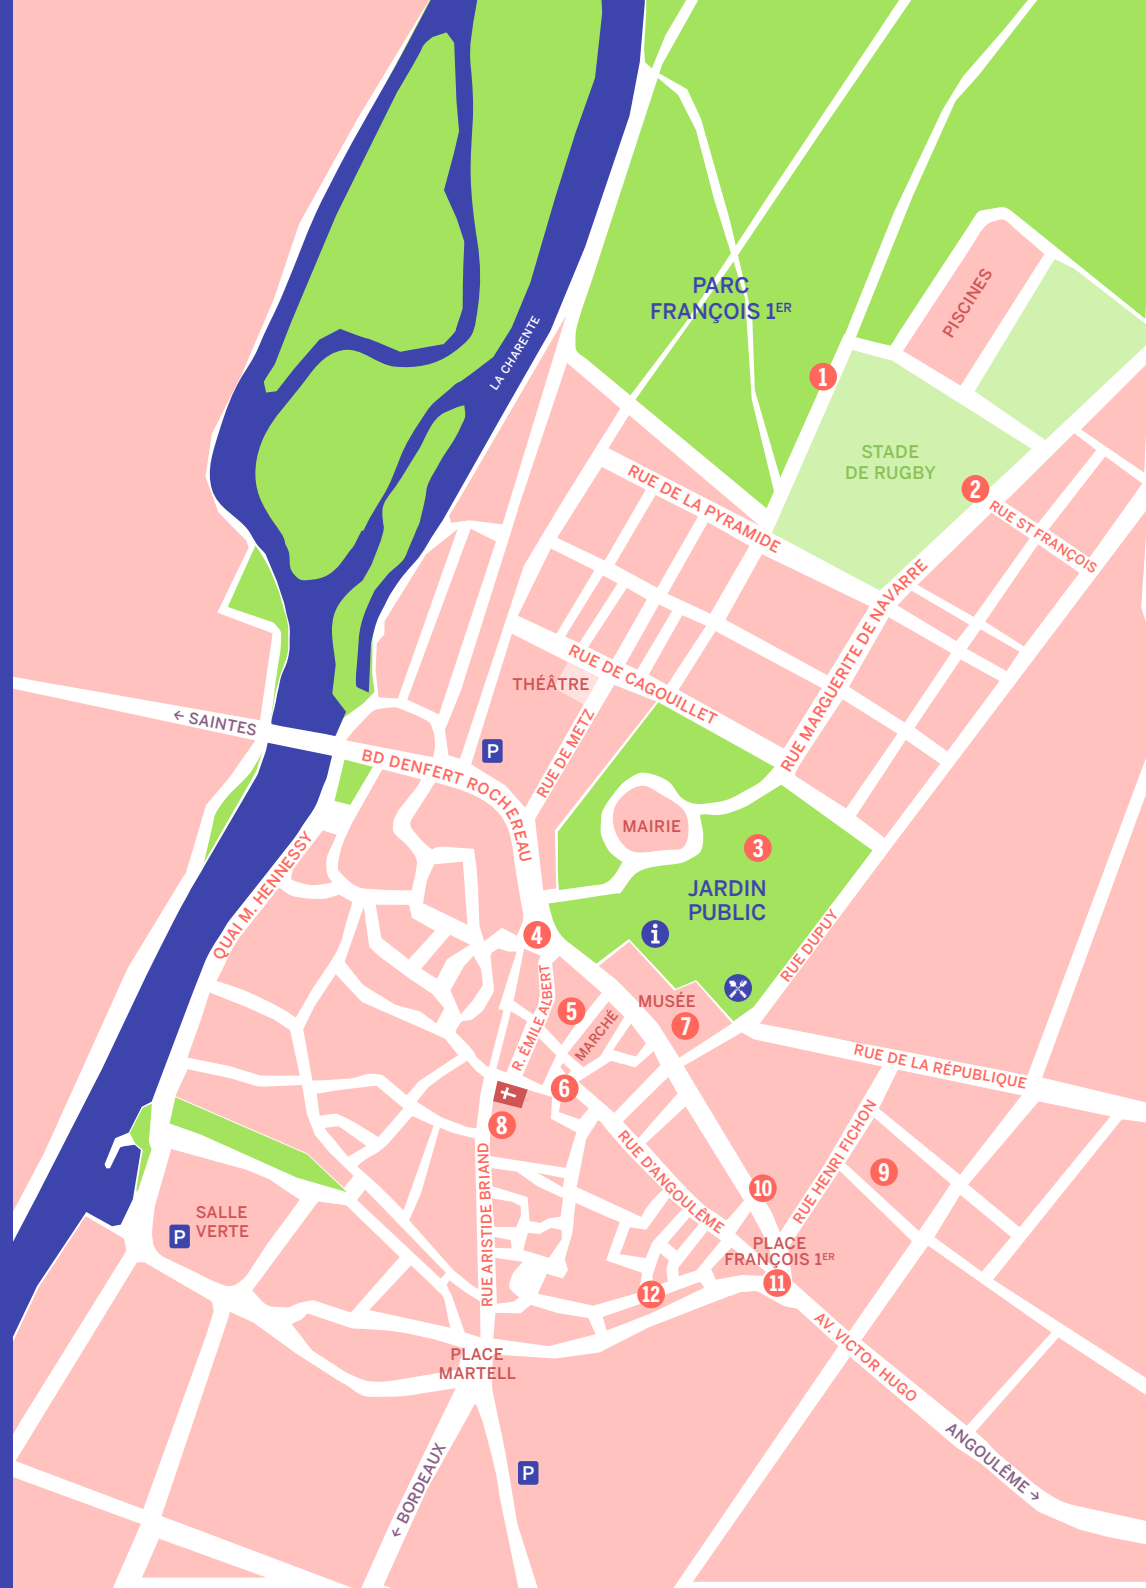 LA CHARENTE
PARC
FRANÇOIS 1ER
PISCINES
1
STADE
DE RUGBY
2
RUE ST FRANÇOIS
RUE DE LA PYRAMIDE
RUE MARGUERITE DE NAVARRE
RUE DE CAGOUILLET
THÉÂTRE
← SAINTES
P
RUE DE METZ
BD DENFERT ROCHEREAU
MAIRIE
3
JARDIN
PUBLIC
QUAI M. HENNESSY
4
i
RUE DUPUY
R. ÉMILE ALBERT
5
MUSÉE
7
MARCHÉ
RUE DE LA RÉPUBLIQUE
6
8
RUE D'ANGOULÊME
RUE HENRI FICHON
9
RUE ARISTIDE BRIAND
10
SALLE
VERTE
P
PLACE
FRANÇOIS 1ER
11
12
AV. VICTOR HUGO
PLACE
MARTELL
ANGOULÊME →
← BORDEAUX
P